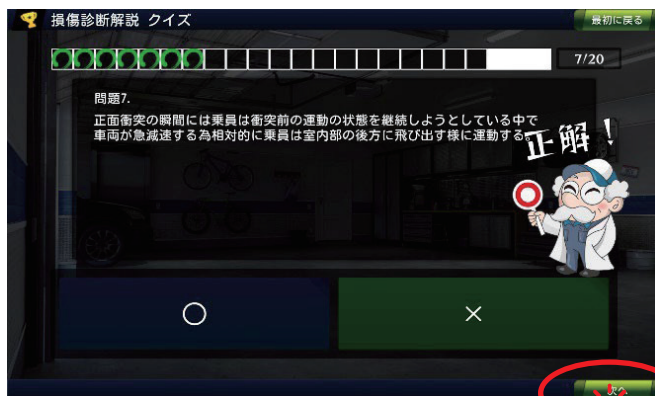 損傷診断解説 クイズ
最初に戻る
7/20
問題7.
正面衝突の瞬間には乗員は衝突前の運動の状態を継続しようとしている中で
車両が急減速する為相対的に乗員は室内部の後方に飛び出す様に運動する。
正解！
○
×
次へ